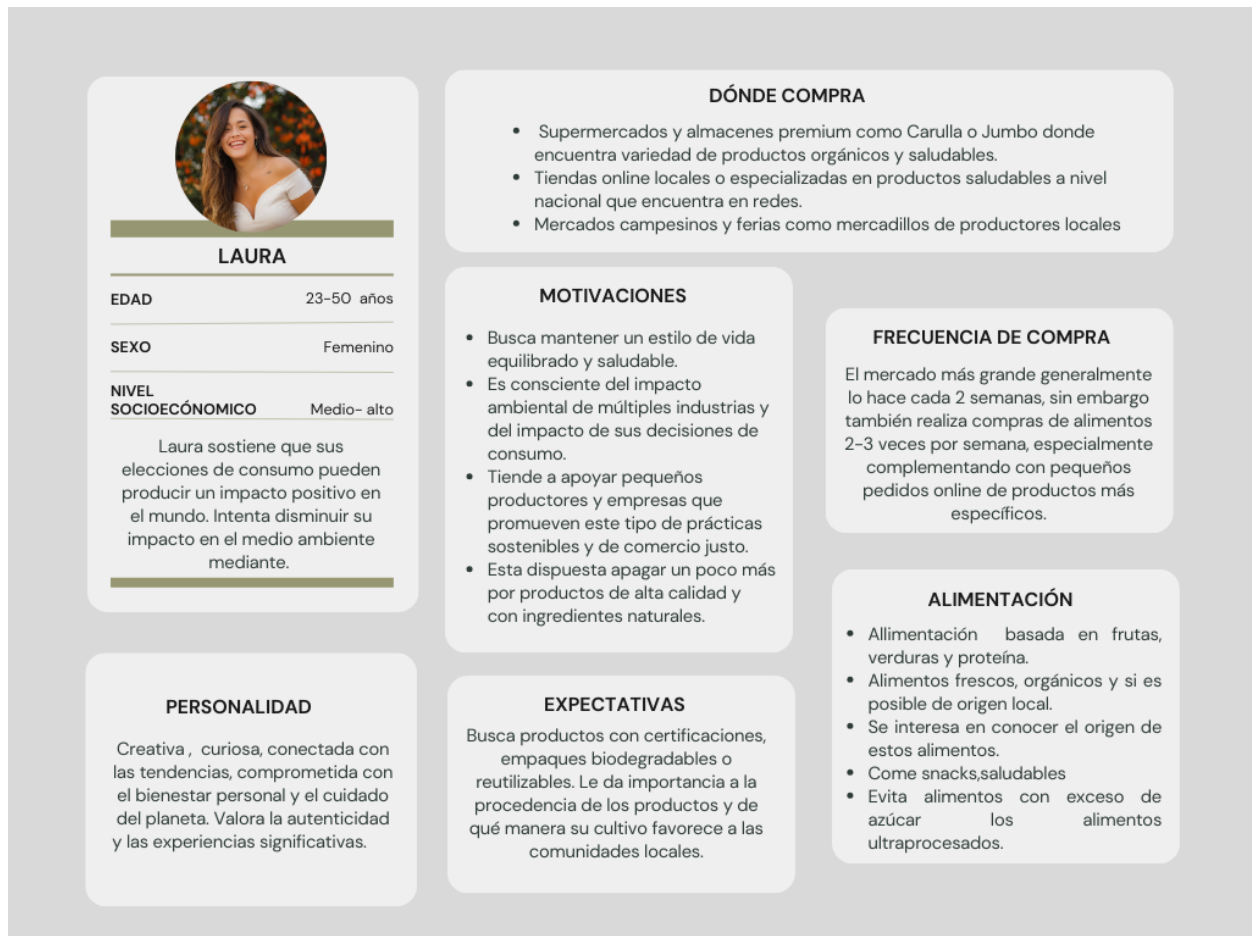 LAURA
EDAD 23-50 años
SEXO Femenino
NIVEL
SOCIOECÓNOMICO Medio- alto
Laura sostiene que sus
elecciones de consumo pueden
producir un impacto positivo en
el mundo. Intenta disminuir su
impacto en el medio ambiente
mediante.
PERSONALIDAD
Creativa , curiosa, conectada con
las tendencias, comprometida con
el bienestar personal y el cuidado
del planeta. Valora la autenticidad
y las experiencias significativas.
DÓNDE COMPRA
• Supermercados y almacenes premium como Carulla o Jumbo donde
encuentra variedad de productos orgánicos y saludables.
• Tiendas online locales o especializadas en productos saludables a nivel
nacional que encuentra en redes.
• Mercados campesinos y ferias como mercadillos de productores locales
MOTIVACIONES
• Busca mantener un estilo de vida
equilibrado y saludable.
• Es consciente del impacto
ambiental de múltiples industrias y
del impacto de sus decisiones de
consumo.
• Tiende a apoyar pequeños
productores y empresas que
promueven este tipo de prácticas
sostenibles y de comercio justo.
• Esta dispuesta apagar un poco más
por productos de alta calidad y
con ingredientes naturales.
EXPECTATIVAS
Busca productos con certificaciones,
empaques biodegradables o
reutilizables. Le da importancia a la
procedencia de los productos y de
qué manera su cultivo favorece a las
comunidades locales.
FRECUENCIA DE COMPRA
El mercado más grande generalmente
lo hace cada 2 semanas, sin embargo
también realiza compras de alimentos
2-3 veces por semana, especialmente
complementando con pequeños
pedidos online de productos más
específicos.
ALIMENTACIÓN
• Allimentación basada en frutas,
verduras y proteína.
• Alimentos frescos, orgánicos y si es
posible de origen local.
• Se interesa en conocer el origen de
estos alimentos.
• Come snacks,saludables
• Evita alimentos con exceso de
azúcar los alimentos
ultraprocesados.